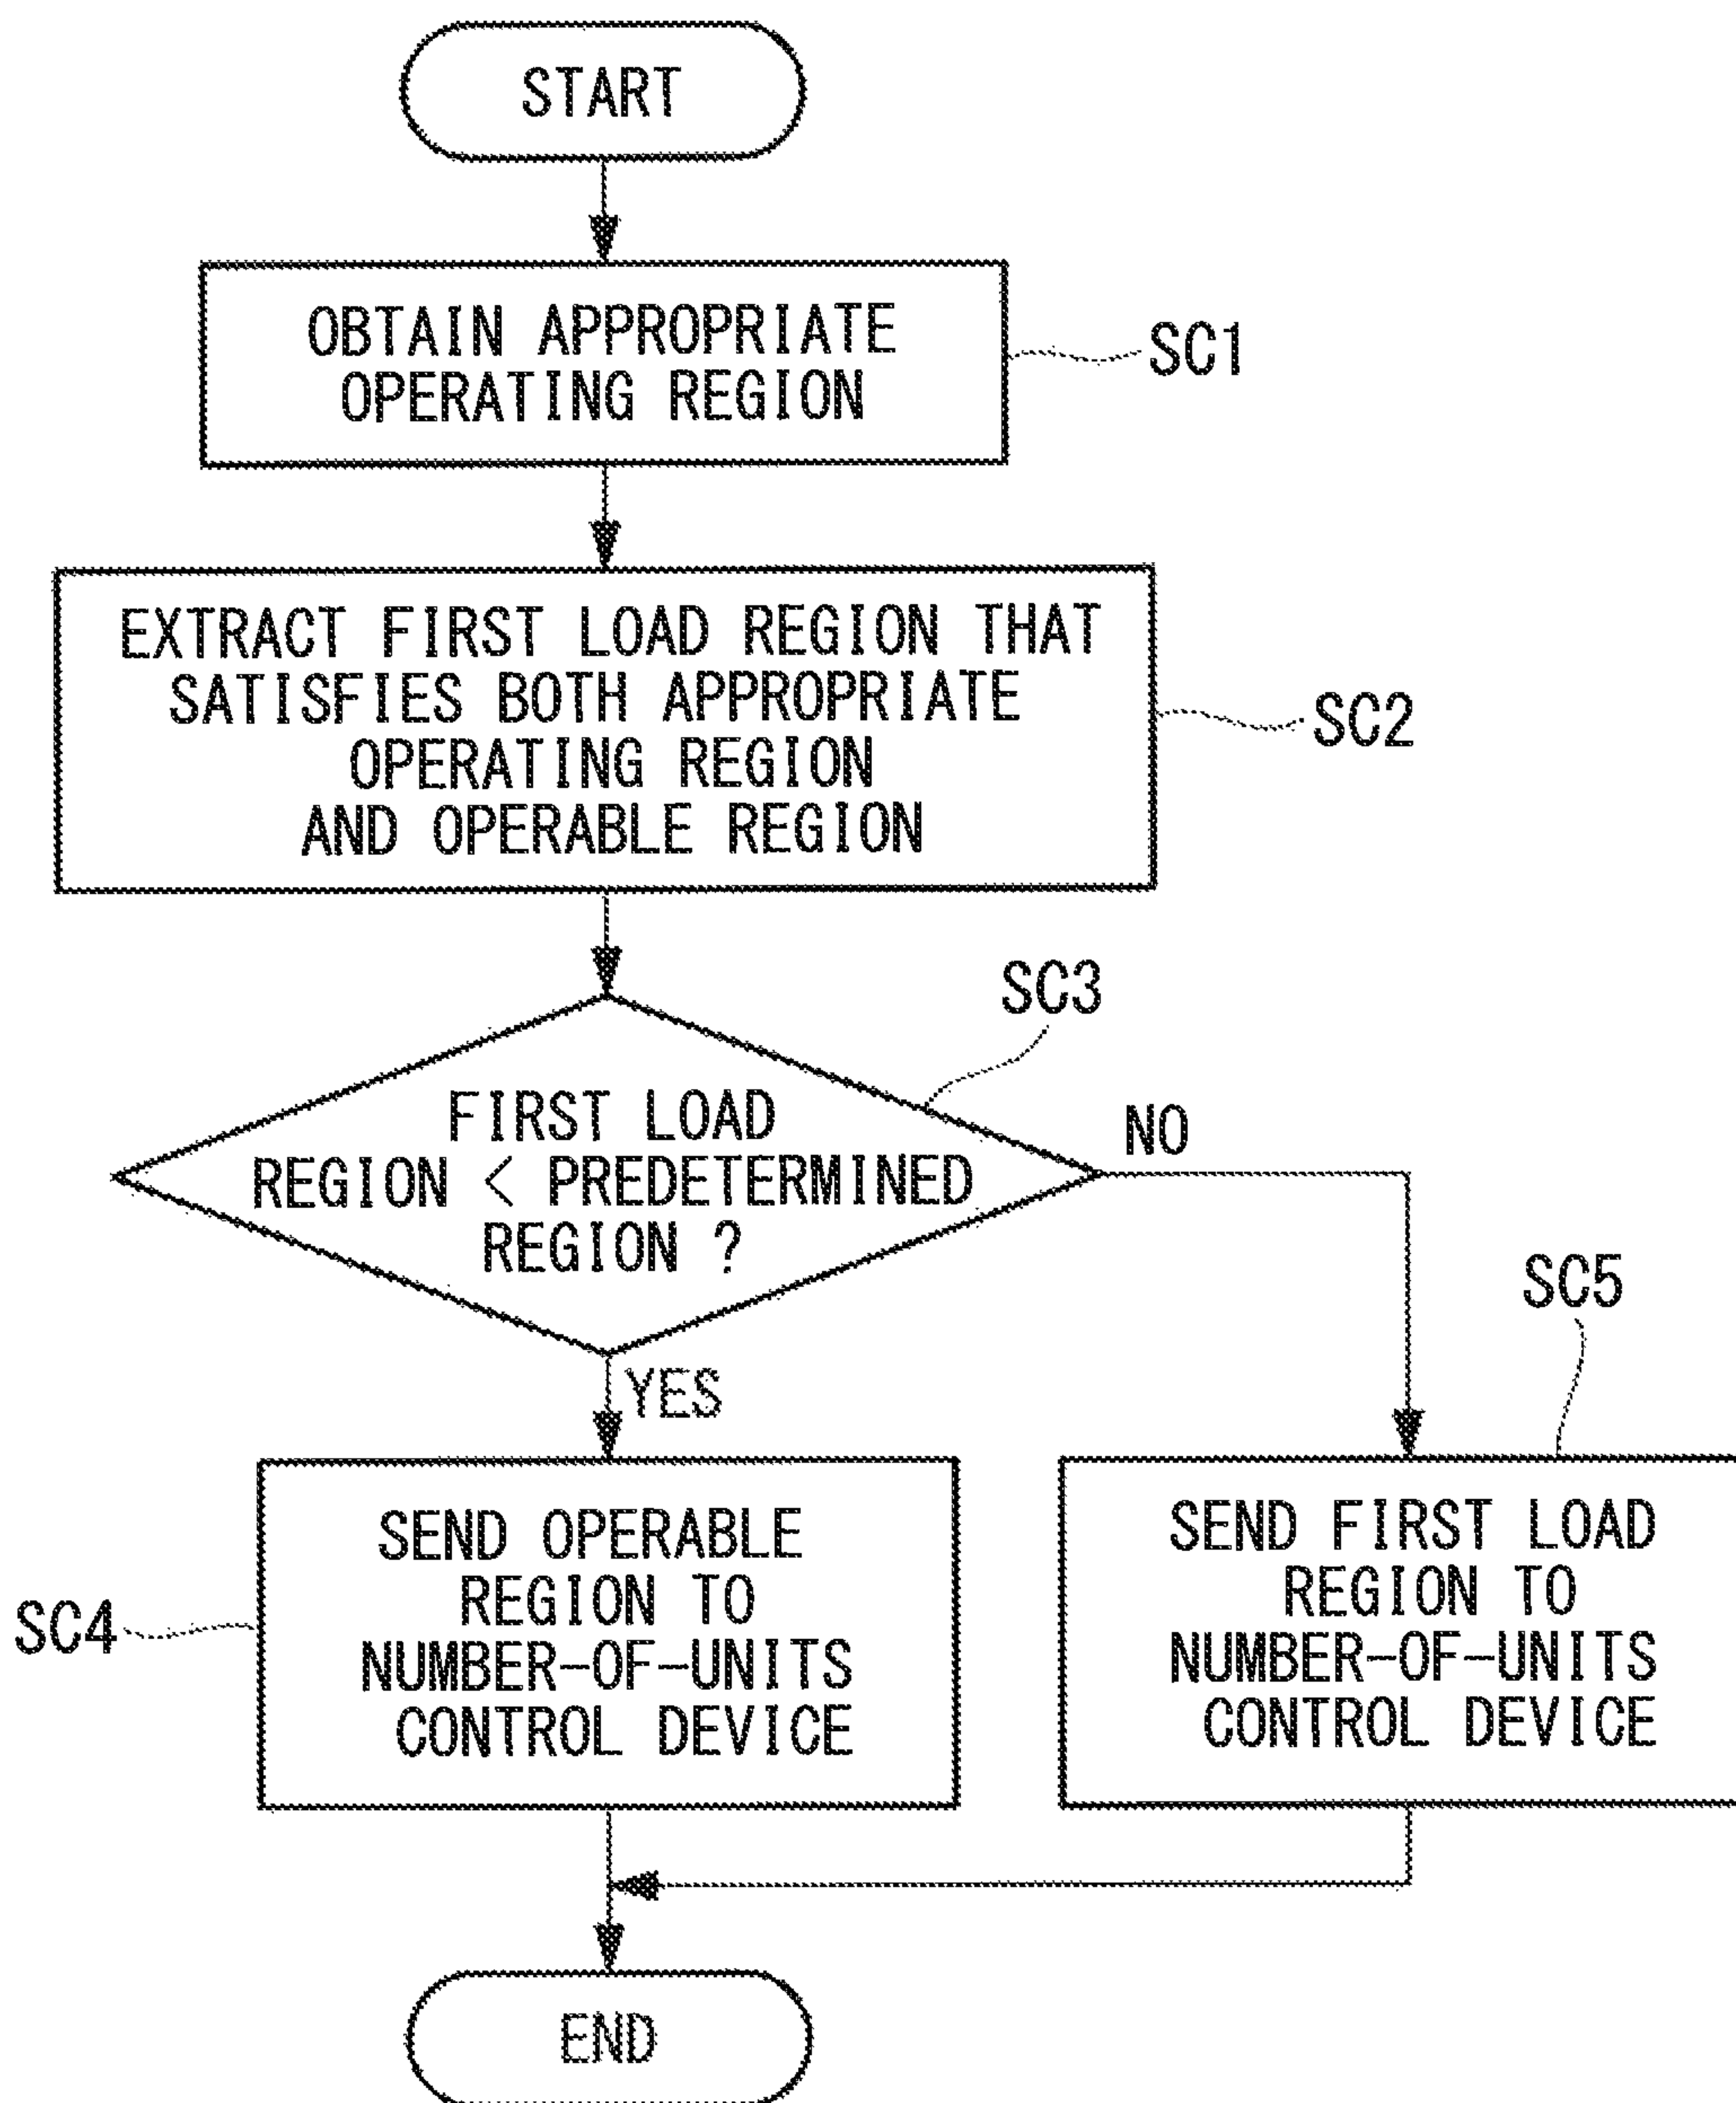 START
OBTAIN APPROPRIATE
OPERATING REGION
SC1
EXTRACT FIRST LOAD REGION THAT
SATISFIES BOTH APPROPRIATE
OPERATING REGION
AND OPERABLE REGION
SC2
SC3
FIRST LOAD
REGION < PREDETERMINED
REGION ?
NO
YES
SC5
SEND OPERABLE
REGION TO
NUMBER-OF-UNITS
CONTROL DEVICE
SC4
SEND FIRST LOAD
REGION TO
NUMBER-OF-UNITS
CONTROL DEVICE
END